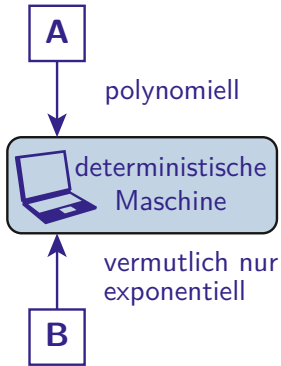 A
polynomiell
deterministische
Maschine
vermutlich nur
exponentiell
B